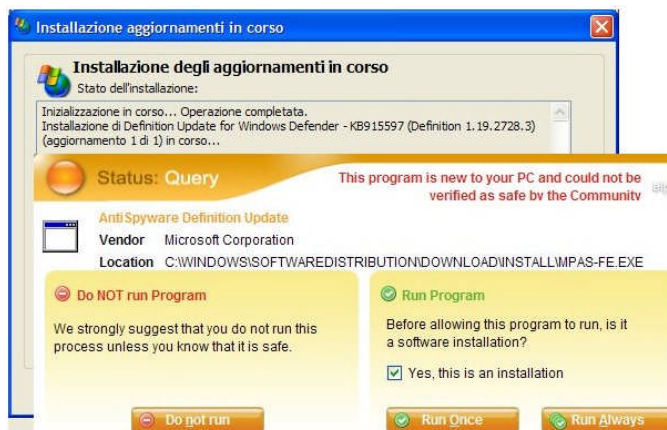 Installazione aggiornamenti in corso
Installazione degli aggiornamenti in corso
Stato dell'installazione:
Inizializzazione in corso... Operazione completata.
Installazione di Definition Update for Windows Defender - KB915597 (Definition 1.19.2728.3)
(aggiornamento 1 di 1) in corso...
Status: Query
This program is new to your PC and could not be
verified as safe by the Community
AntiSpyware Definition Update
Vendor Microsoft Corporation
Location C:\WINDOWS\SOFTWAREDISTRIBUTION\DOWNLOAD\INSTALL\MPAS-FE.EXE
Do NOT run Program
We strongly suggest that you do not run this
process unless you know that it is safe.
Do not run
Run Program
Before allowing this program to run, is it
a software installation?
Yes, this is an installation
Run Once
Run Always